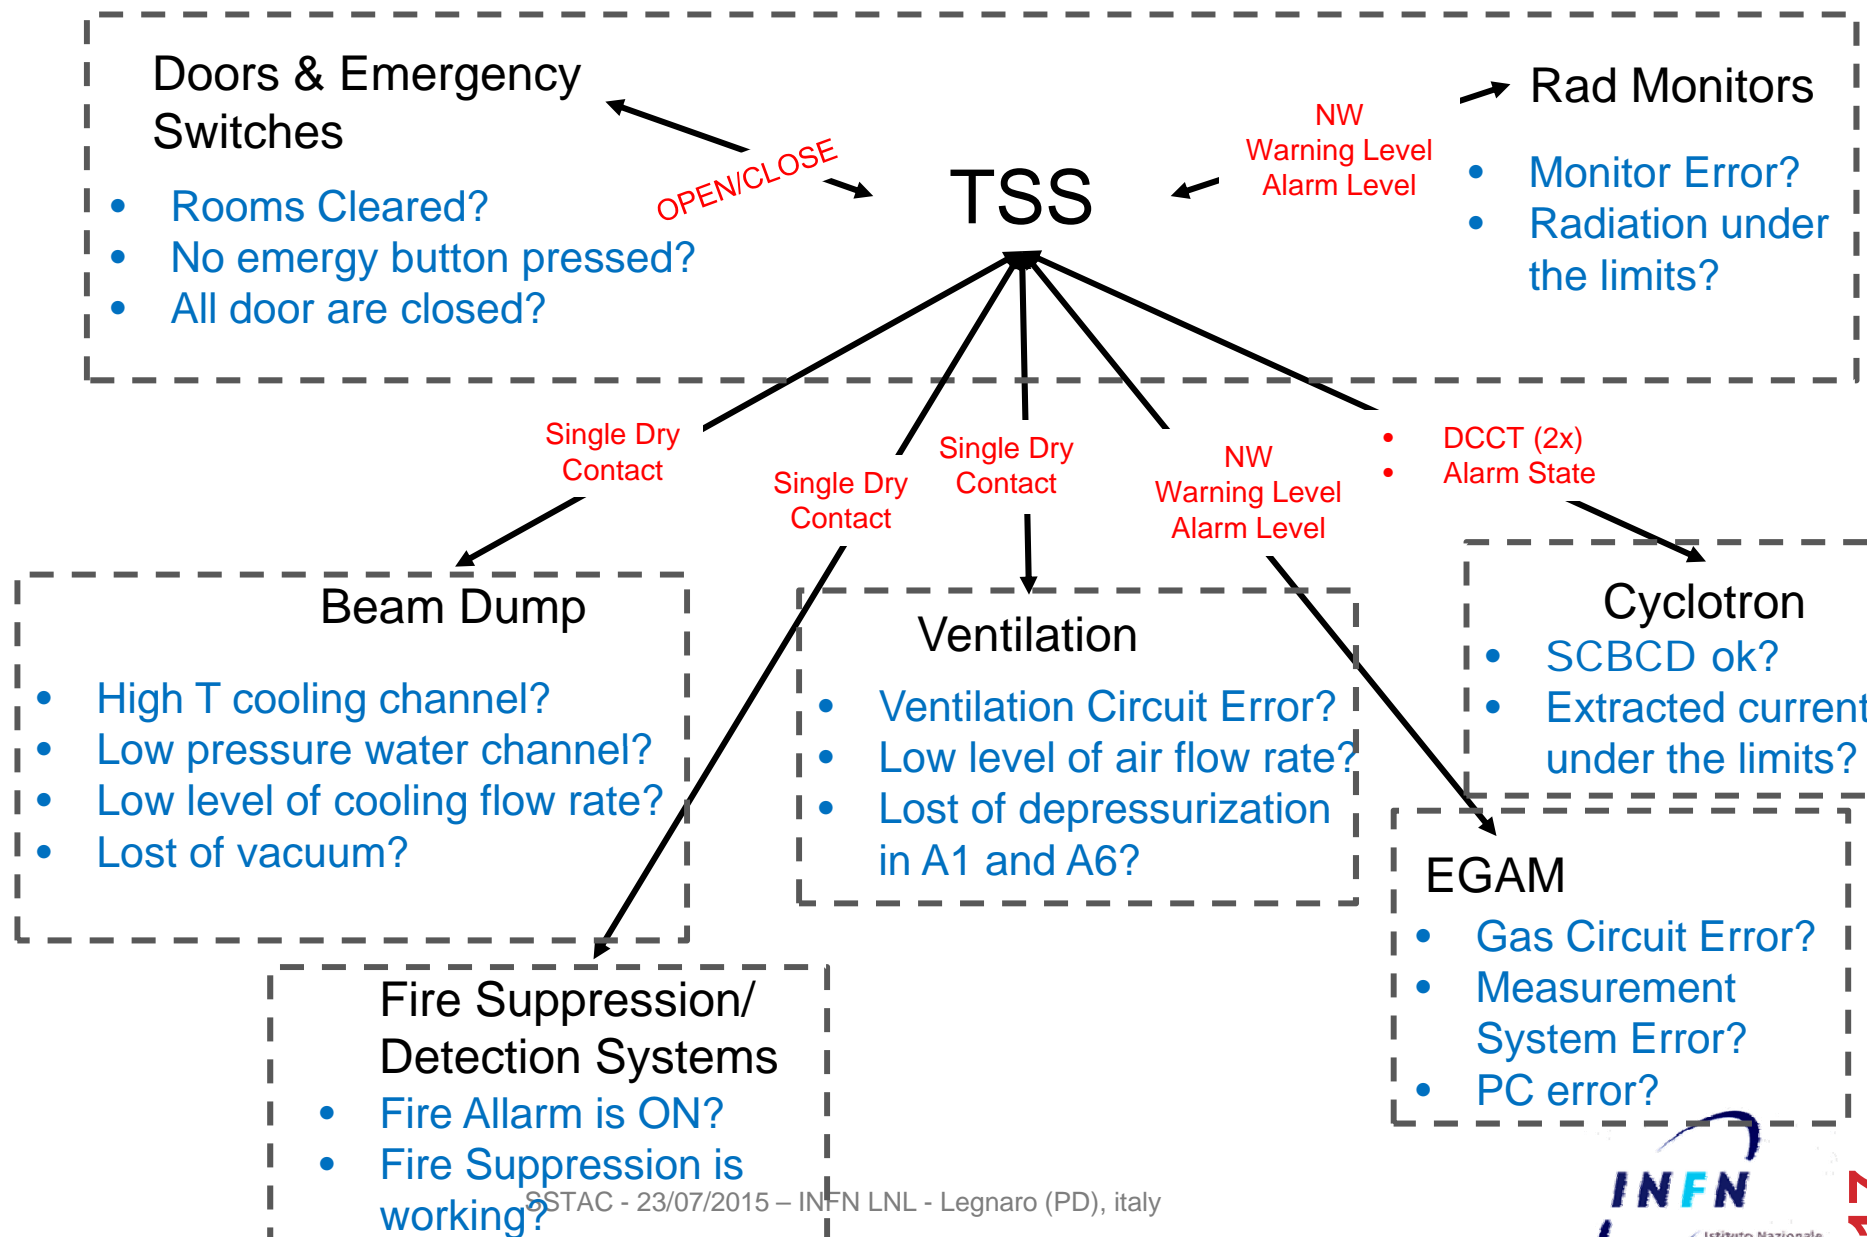 Doors & Emergency
Switches
• Rooms Cleared?
• No emergy button pressed?
• All door are closed?
OPEN/CLOSE
TSS
NW
Warning Level
Alarm Level
Rad Monitors
• Monitor Error?
• Radiation under
the limits?
Single Dry
Contact
Single Dry
Contact
Single Dry
Contact
NW
Warning Level
Alarm Level
• DCCT (2x)
• Alarm State
Beam Dump
• High T cooling channel?
• Low pressure water channel?
• Low level of cooling flow rate?
• Lost of vacuum?
Ventilation
• Ventilation Circuit Error?
• Low level of air flow rate?
• Lost of depressurization
in A1 and A6?
Cyclotron
• SCBCD ok?
• Extracted current
under the limits?
EGAM
• Gas Circuit Error?
• Measurement
System Error?
• PC error?
Fire Suppression/
Detection Systems
• Fire Allarm is ON?
• Fire Suppression is
working?
SSTAC - 23/07/2015 – INFN LNL - Legnaro (PD), italy
INFN
Istituto Nazionale